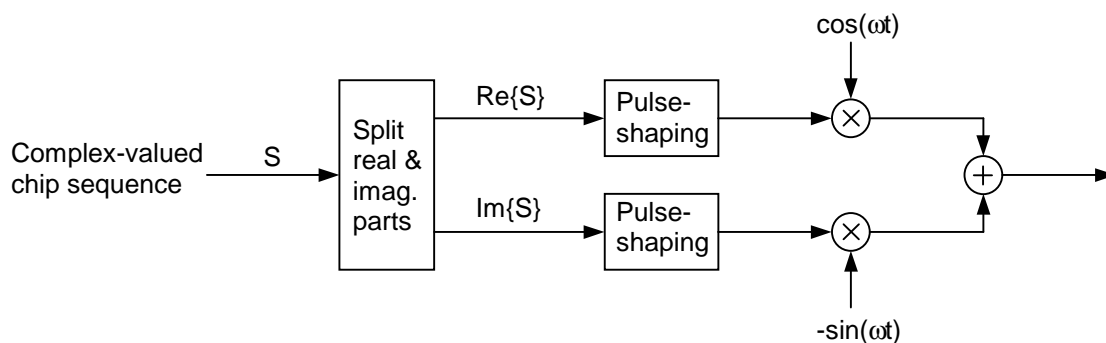 cos(ωt)
Complex-valued
chip sequence
S
Split
real &
imag.
parts
Re{S}
Pulse-
shaping
Im{S}
Pulse-
shaping
-sin(ωt)